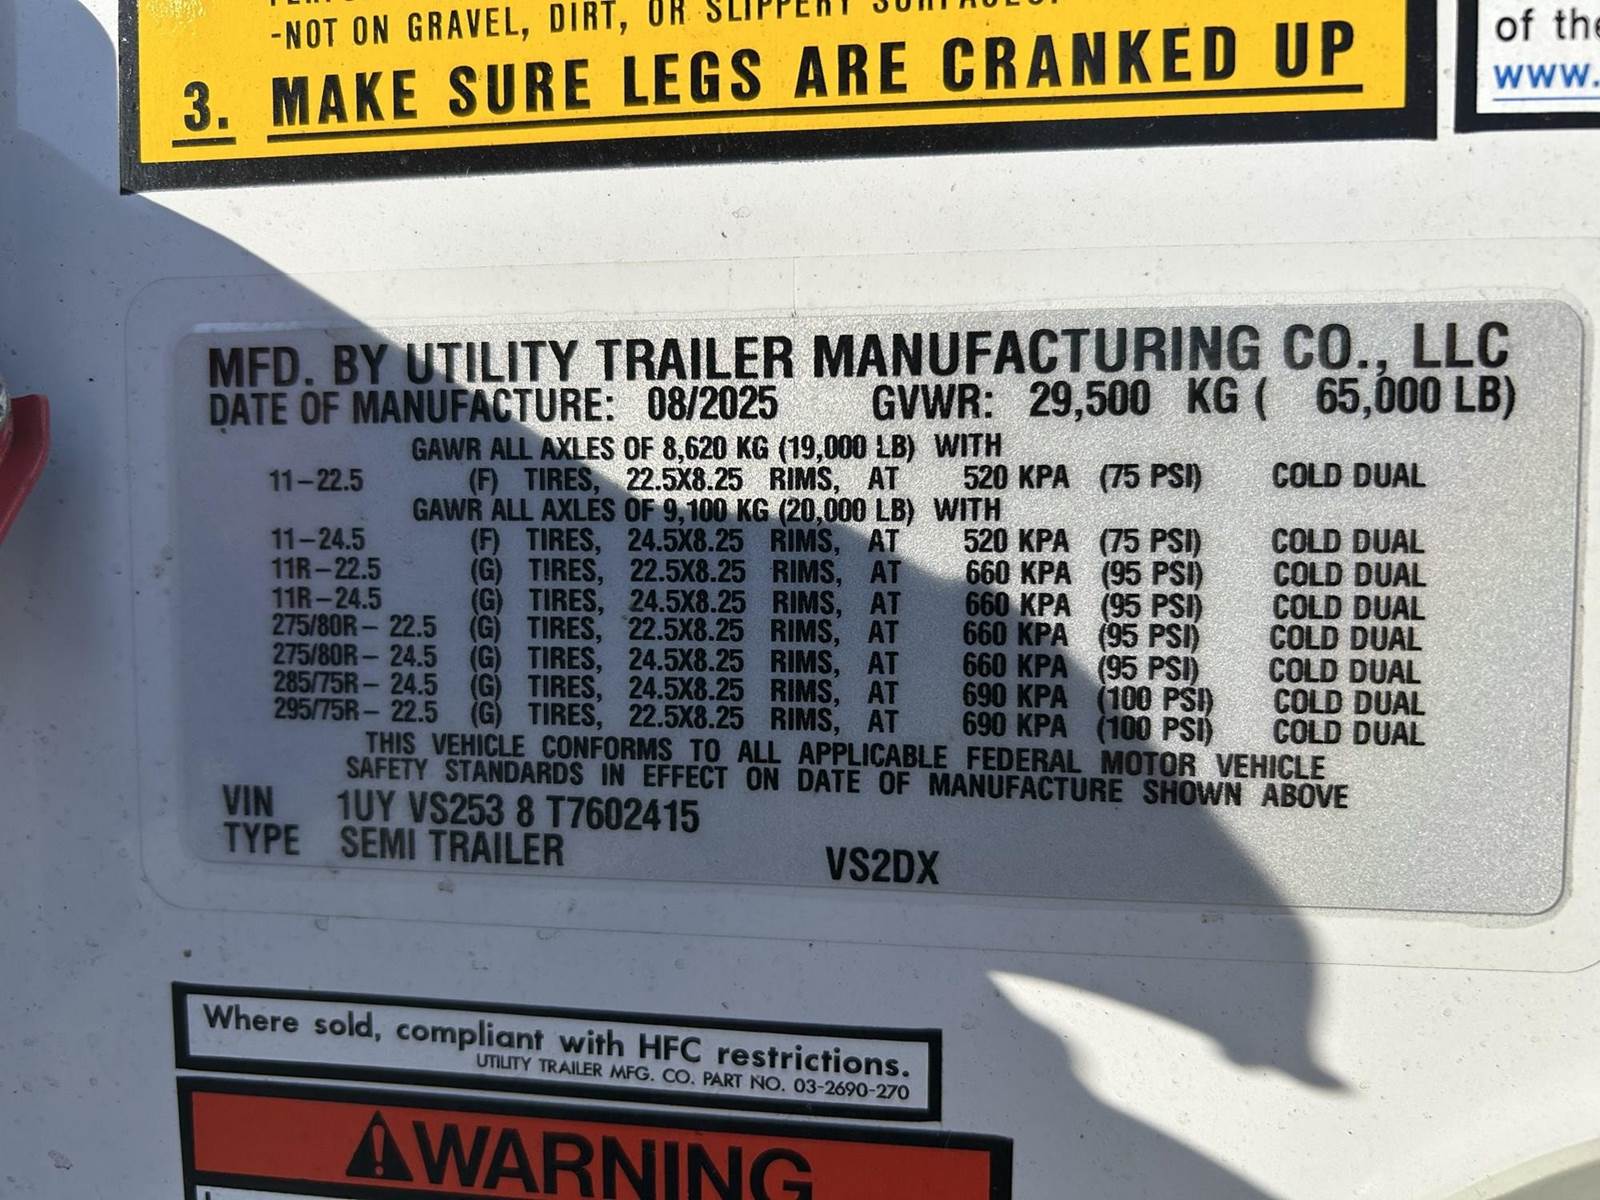 -NOT ON GRAVEL, DIRT, OR SLIPPERY SURFACES.
3. MAKE SURE LEGS ARE CRANKED UP
of the
www.
MFD. BY UTILITY TRAILER MANUFACTURING CO., LLC
DATE OF MANUFACTURE: 08/2025 GVWR: 29,500 KG ( 65,000 LB)
GAWR ALL AXLES OF 8,620 KG (19,000 LB) WITH
11-22.5 (F) TIRES, 22.5X8.25 RIMS, AT 520 KPA (75 PSI) COLD DUAL
GAWR ALL AXLES OF 9,100 KG (20,000 LB) WITH
11-24.5 (F) TIRES, 24.5X8.25 RIMS, AT 520 KPA (75 PSI) COLD DUAL
11R-22.5 (G) TIRES, 22.5X8.25 RIMS, AT 660 KPA (95 PSI) COLD DUAL
11R-24.5 (G) TIRES, 24.5X8.25 RIMS, AT 660 KPA (95 PSI) COLD DUAL
275/80R- 22.5 (G) TIRES, 22.5X8.25 RIMS, AT 660 KPA (95 PSI) COLD DUAL
275/80R- 24.5 (G) TIRES, 24.5X8.25 RIMS, AT 660 KPA (95 PSI) COLD DUAL
285/75R- 24.5 (G) TIRES, 24.5X8.25 RIMS, AT 690 KPA (100 PSI) COLD DUAL
295/75R- 22.5 (G) TIRES, 22.5X8.25 RIMS, AT 690 KPA (100 PSI) COLD DUAL
THIS VEHICLE CONFORMS TO ALL APPLICABLE FEDERAL MOTOR VEHICLE
SAFETY STANDARDS IN EFFECT ON DATE OF MANUFACTURE SHOWN ABOVE
VIN 1UY VS253 8 T7602415
TYPE SEMI TRAILER VS2DX
Where sold, compliant with HFC restrictions.
UTILITY TRAILER MFG. CO. PART NO. 03-2690-270
WARNING